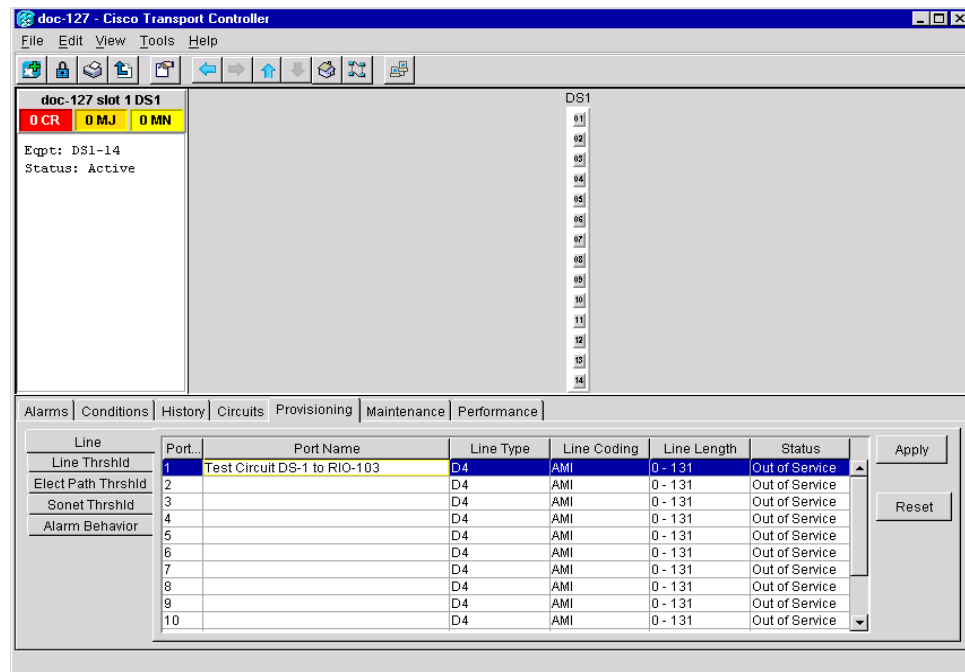 doc-127 - Cisco Transport Controller
File Edit View Tools Help
doc-127 slot 1 DS1
0 CR 0 MJ 0 MN
Eqpt: DS1-14
Status: Active
DS1
01
02
03
04
05
06
07
08
09
10
11
12
13
14
Alarms Conditions History Circuits Provisioning Maintenance Performance
Line
Line Thrshld
Elect Path Thrshld
Sonet Thrshld
Alarm Behavior
Port... Port Name Line Type Line Coding Line Length Status
1 Test Circuit DS-1 to RIO-103 D4 AMI 0 - 131 Out of Service
2 D4 AMI 0 - 131 Out of Service
3 D4 AMI 0 - 131 Out of Service
4 D4 AMI 0 - 131 Out of Service
5 D4 AMI 0 - 131 Out of Service
6 D4 AMI 0 - 131 Out of Service
7 D4 AMI 0 - 131 Out of Service
8 D4 AMI 0 - 131 Out of Service
9 D4 AMI 0 - 131 Out of Service
10 D4 AMI 0 - 131 Out of Service
Apply
Reset